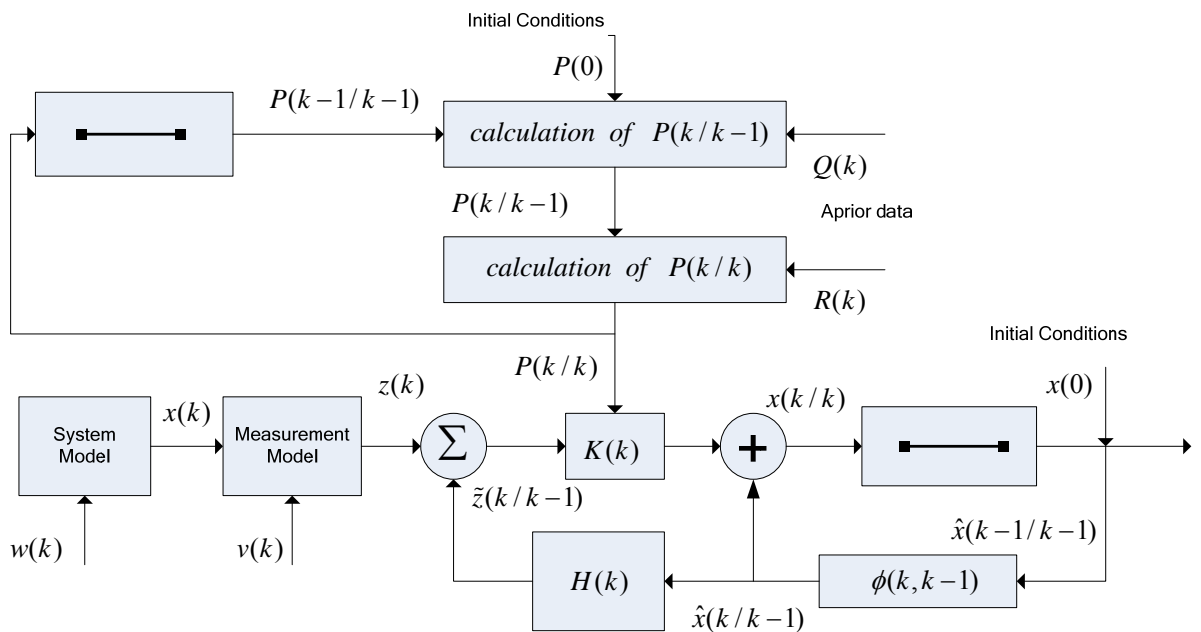 Initial Conditions
P(0)
P(k−1/k−1)
calculation of P(k/k−1)
Q(k)
P(k/k−1)
Aprior data
calculation of P(k/k)
R(k)
Initial Conditions
P(k/k)
z(k)
x(k/k)
x(0)
x(k)
System
Model
Measurement
Model
Σ
K(k)
+
z̃(k/k−1)
x̂(k−1/k−1)
w(k)
v(k)
H(k)
ϕ(k,k−1)
x̂(k/k−1)